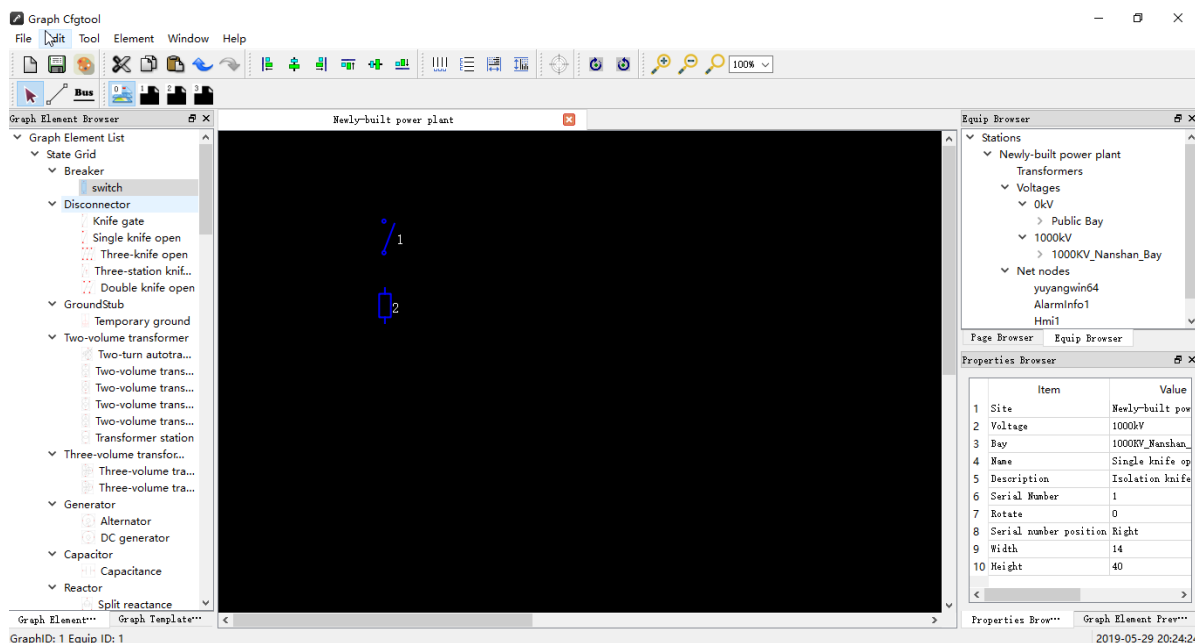 Graph Cfgtool
File Edit Tool Element Window Help
100%
Bus 0 1 2 3
Graph Element Browser
Graph Element List
State Grid
Breaker
switch
Disconnector
Knife gate
Single knife open
Three-knife open
Three-station knif...
Double knife open
GroundStub
Temporary ground
Two-volume transformer
Two-turn autotra...
Two-volume trans...
Two-volume trans...
Two-volume trans...
Two-volume trans...
Transformer station
Three-volume transfor...
Three-volume tra...
Three-volume tra...
Generator
Alternator
DC generator
Capacitor
Capacitance
Reactor
Split reactance
Graph Element... Graph Template...
Newly-built power plant
1
2
Equip Browser
Stations
Newly-built power plant
Transformers
Voltages
0kV
Public Bay
1000kV
1000KV_Nanshan_Bay
Net nodes
yuyangwin64
AlarmInfo1
Hmi1
Page Browser Equip Browser
Properties Browser
Item Value
1 Site Newly-built pow
2 Voltage 1000kV
3 Bay 1000KV_Nanshan_
4 Name Single knife op
5 Description Isolation knife
6 Serial Number 1
7 Rotate 0
8 Serial number position Right
9 Width 14
10 Height 40
Properties Brow... Graph Element Prev...
GraphID: 1 Equip ID: 1
2019-05-29 20:24:24